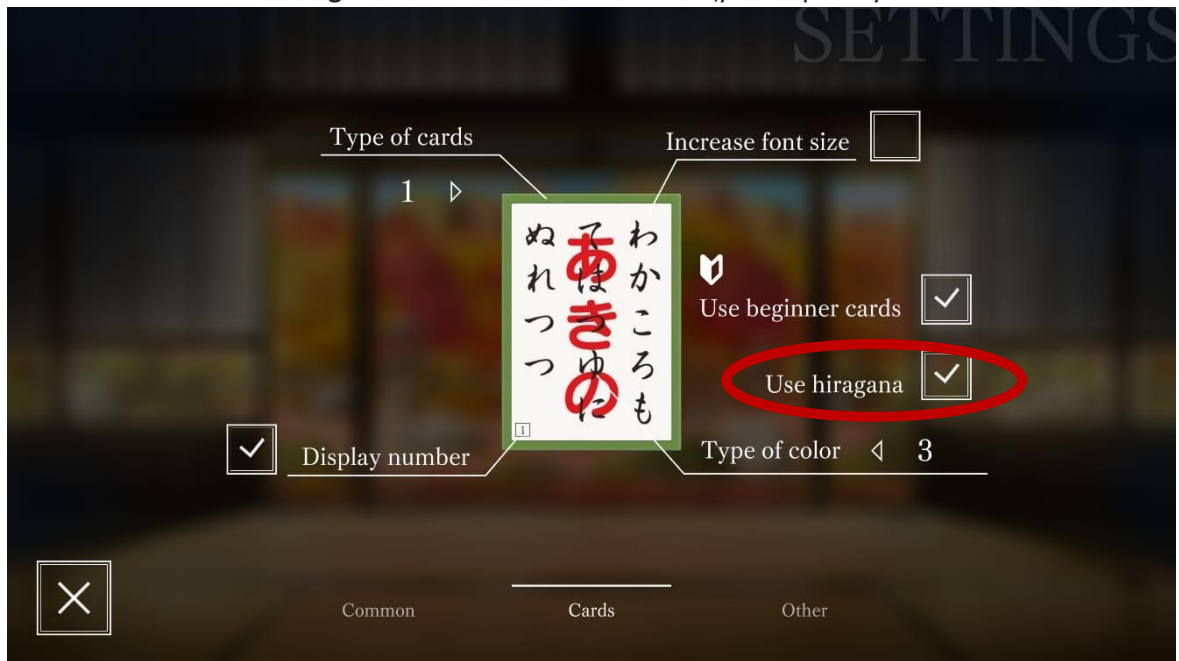 SETTINGS
Type of cards
1
Increase font size
わかころも
てはつゆに
ぬれつつ
あきの
1
Use beginner cards
Use hiragana
Type of color 3
Display number
Common
Cards
Other